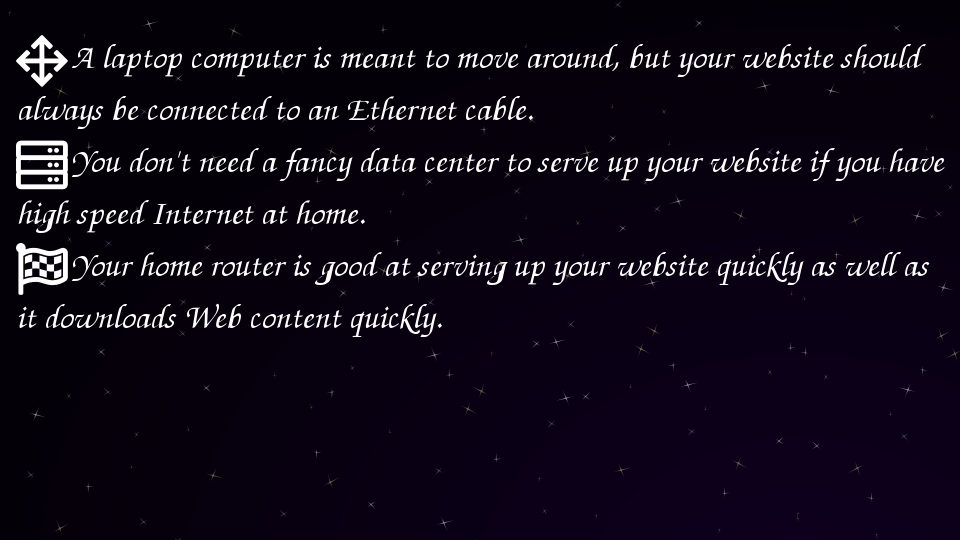 A laptop computer is meant to move around, but your website should
always be connected to an Ethernet cable.
You don't need a fancy data center to serve up your website if you have
high speed Internet at home.
Your home router is good at serving up your website quickly as well as
it downloads Web content quickly.